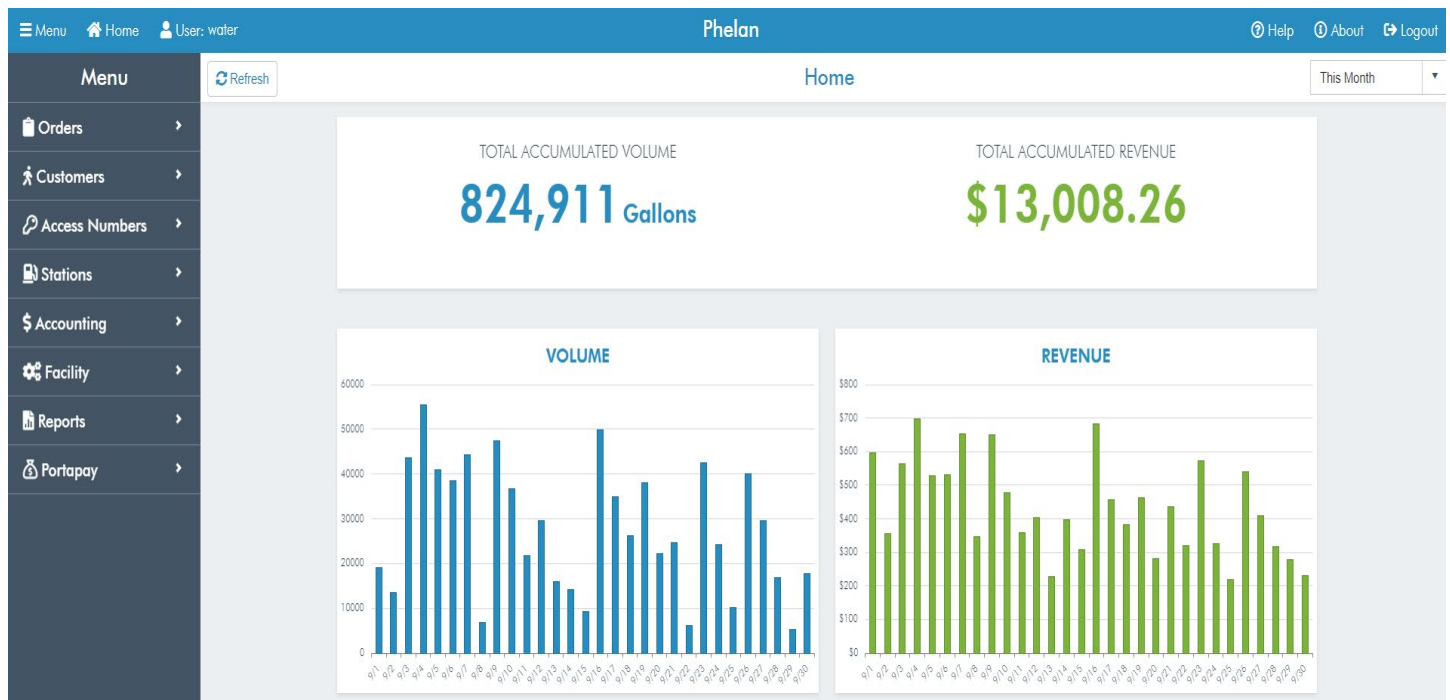 Menu Home User: water Phelan Help About Logout
Menu
Refresh Home This Month
Orders
Customers
Access Numbers
Stations
Accounting
Facility
Reports
Portapay
TOTAL ACCUMULATED VOLUME
824,911 Gallons
TOTAL ACCUMULATED REVENUE
$13,008.26
VOLUME
60000
50000
40000
30000
20000
10000
0
9/1 9/2 9/3 9/4 9/5 9/6 9/7 9/8 9/9 9/10 9/11 9/12 9/13 9/14 9/15 9/16 9/17 9/18 9/19 9/20 9/21 9/22 9/23 9/24 9/25 9/26 9/27 9/28 9/29 9/30
REVENUE
$800
$700
$600
$500
$400
$300
$200
$100
$0
9/1 9/2 9/3 9/4 9/5 9/6 9/7 9/8 9/9 9/10 9/11 9/12 9/13 9/14 9/15 9/16 9/17 9/18 9/19 9/20 9/21 9/22 9/23 9/24 9/25 9/26 9/27 9/28 9/29 9/30